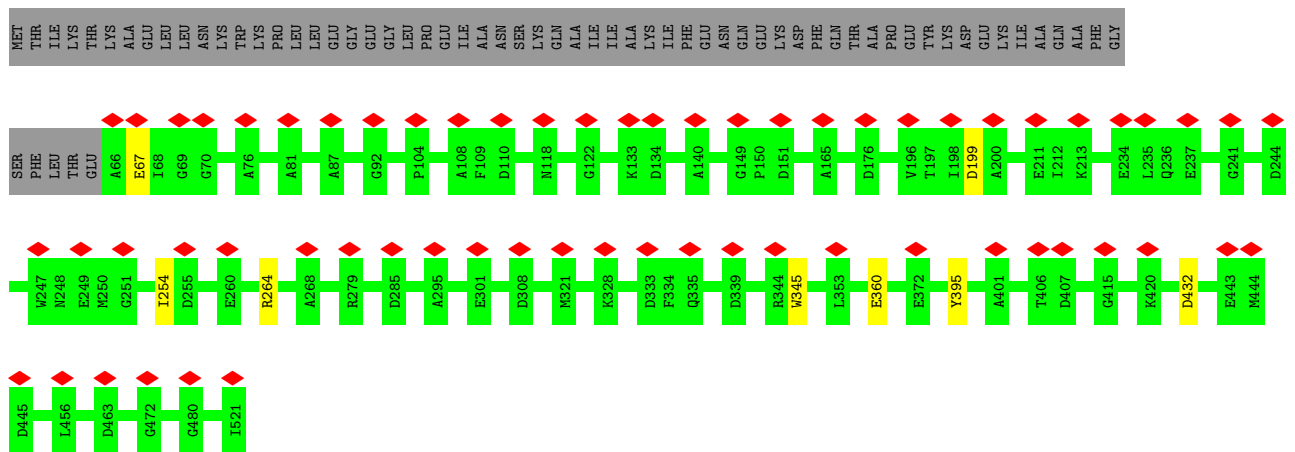 MET THR ILE LYS THR LYS ALA GLU LEU LEU ASN LYS TRP LYS PRO LEU LEU GLU GLY GLU GLY LEU PRO GLU ILE ALA ASN SER LYS GLN ALA ILE ILE ALA LYS ILE PHE GLU ASN GLN GLU LYS ASP PHE GLN THR ALA PRO GLU TYR LYS ASP GLU LYS ILE ALA GLN ALA PHE GLY
SER PHE LEU THR GLU A66 E67 I68 G69 G70 A76 A81 A87 G92 P104 A108 F109 D110 N118 G122 K133 D134 A140 G149 P150 D151 A165 D176 V196 T197 I198 D199 A200 E211 I212 K213 E234 L235 Q236 E237 G241 D244
W247 N248 E249 M250 G251 I254 D255 E260 R264 A268 R279 D285 A295 E301 D308 M321 K328 D333 F334 Q335 D339 R344 W345 L353 E360 E372 Y395 A401 T406 D407 G415 K420 D432 E443 M444
D445 L456 D463 G472 G480 I521